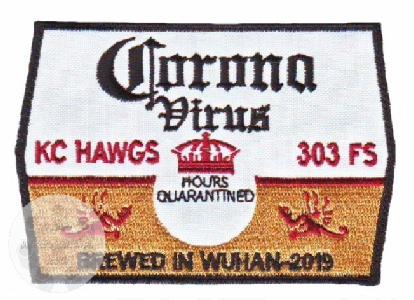 Corona
Virus
KC HAWGS 303 FS
HOURS
QUARANTINED
BREWED IN WUHAN-2019